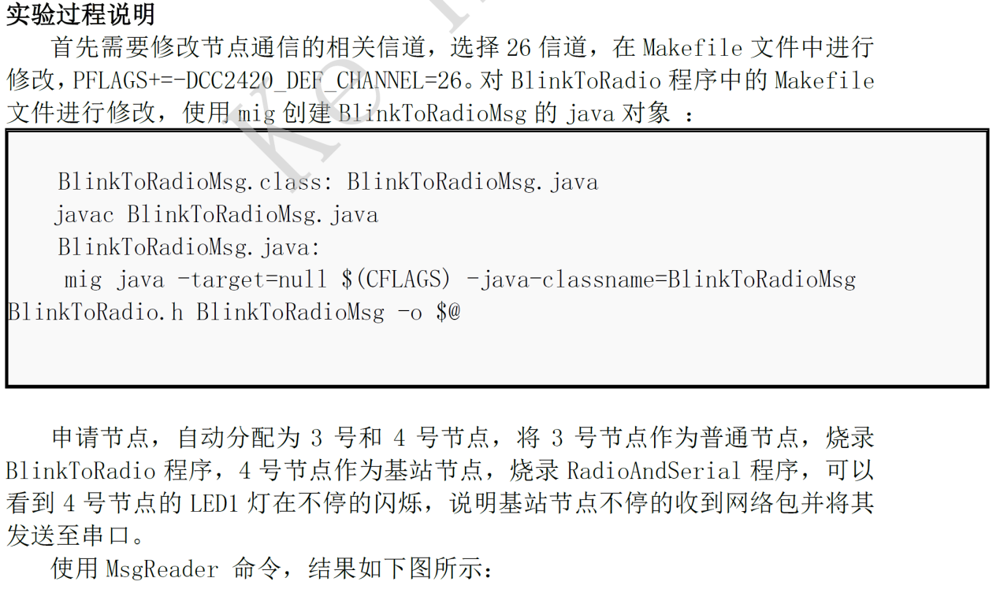 实验过程说明
首先需要修改节点通信的相关信道，选择 26 信道，在 Makefile 文件中进行
修改，PFLAGS+=-DCC2420_DEF_CHANNEL=26。对 BlinkToRadio 程序中的 Makefile
文件进行修改，使用 mig 创建 BlinkToRadioMsg 的 java 对象 ：
BlinkToRadioMsg.class: BlinkToRadioMsg.java
javac BlinkToRadioMsg.java
BlinkToRadioMsg.java:
mig java -target=null $(CFLAGS) -java-classname=BlinkToRadioMsg
BlinkToRadio.h BlinkToRadioMsg -o $@
申请节点，自动分配为 3 号和 4 号节点，将 3 号节点作为普通节点，烧录
BlinkToRadio 程序，4 号节点作为基站节点，烧录 RadioAndSerial 程序，可以
看到 4 号节点的 LED1 灯在不停的闪烁，说明基站节点不停的收到网络包并将其
发送至串口。
使用 MsgReader 命令，结果如下图所示：